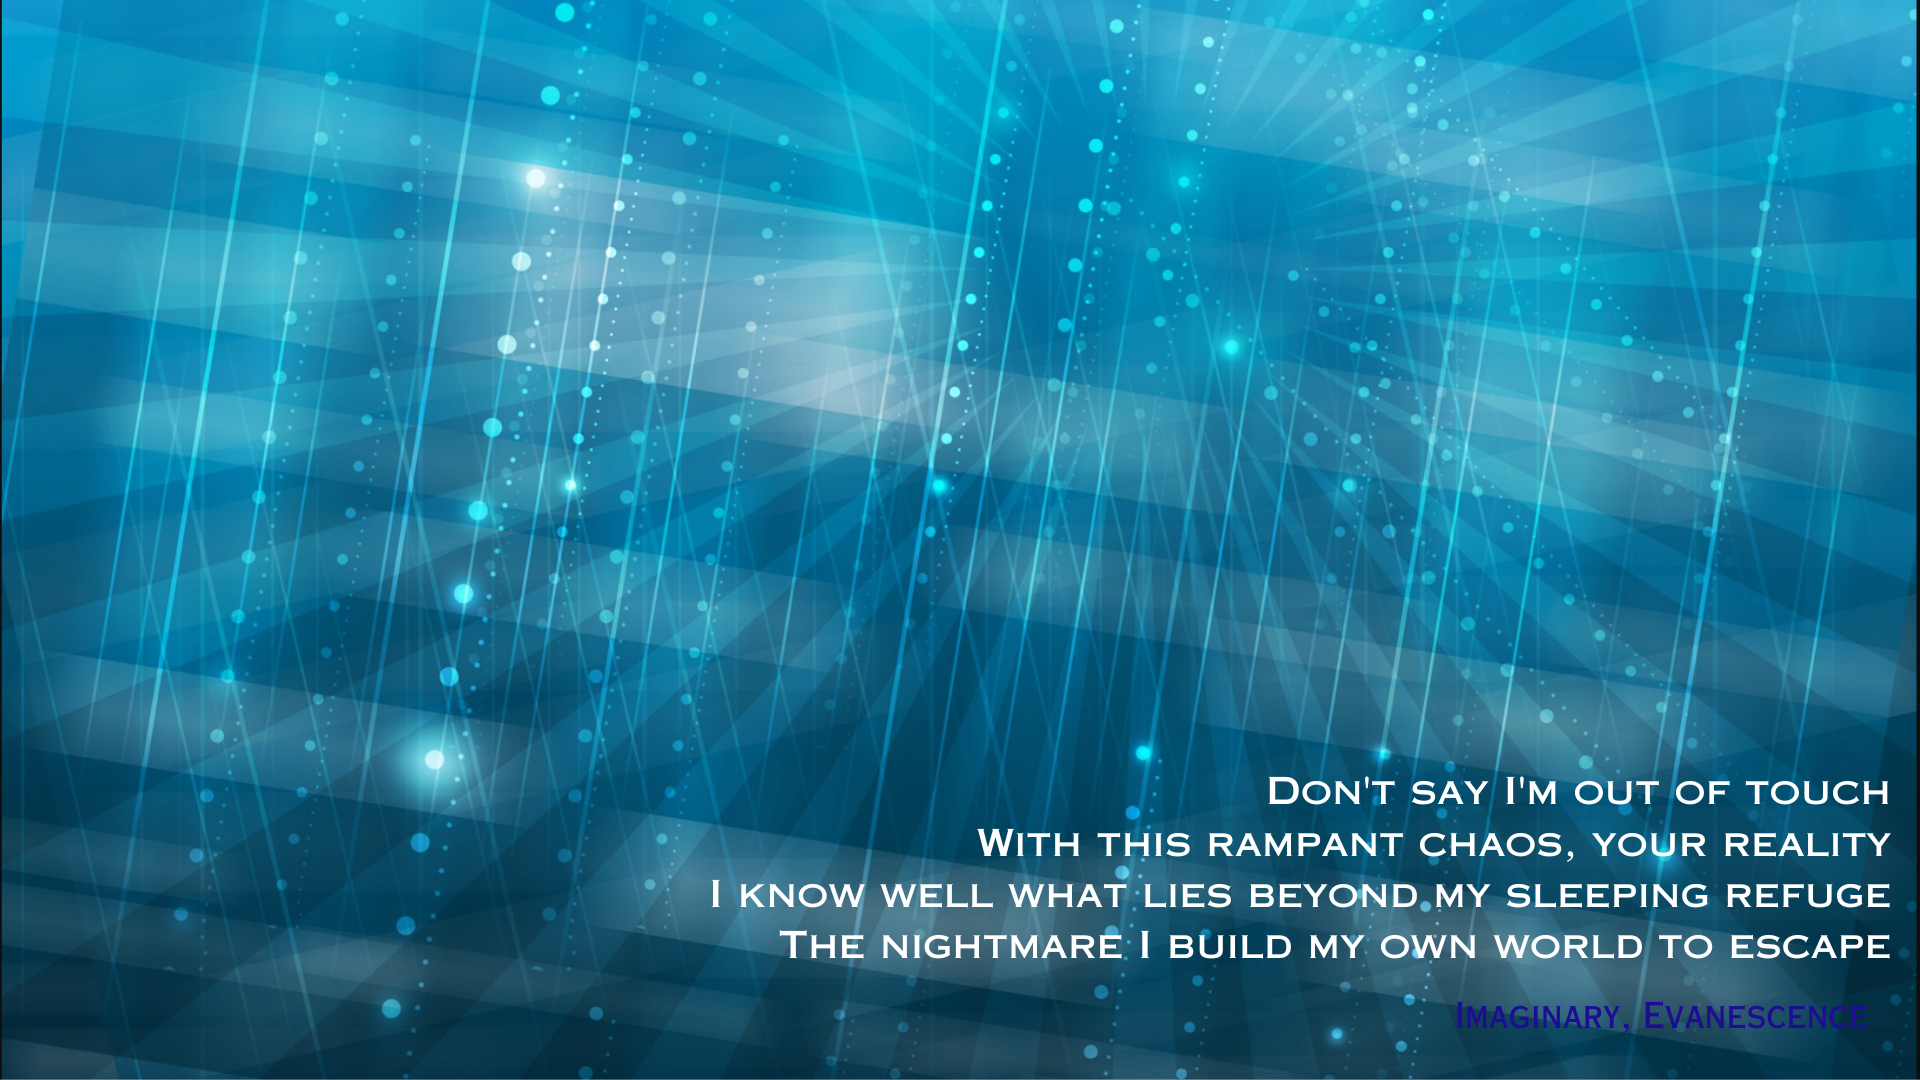 Don't say I'm out of touch
With this rampant chaos, your reality
I know well what lies beyond my sleeping refuge
The nightmare I build my own world to escape
Imaginary, Evanescence